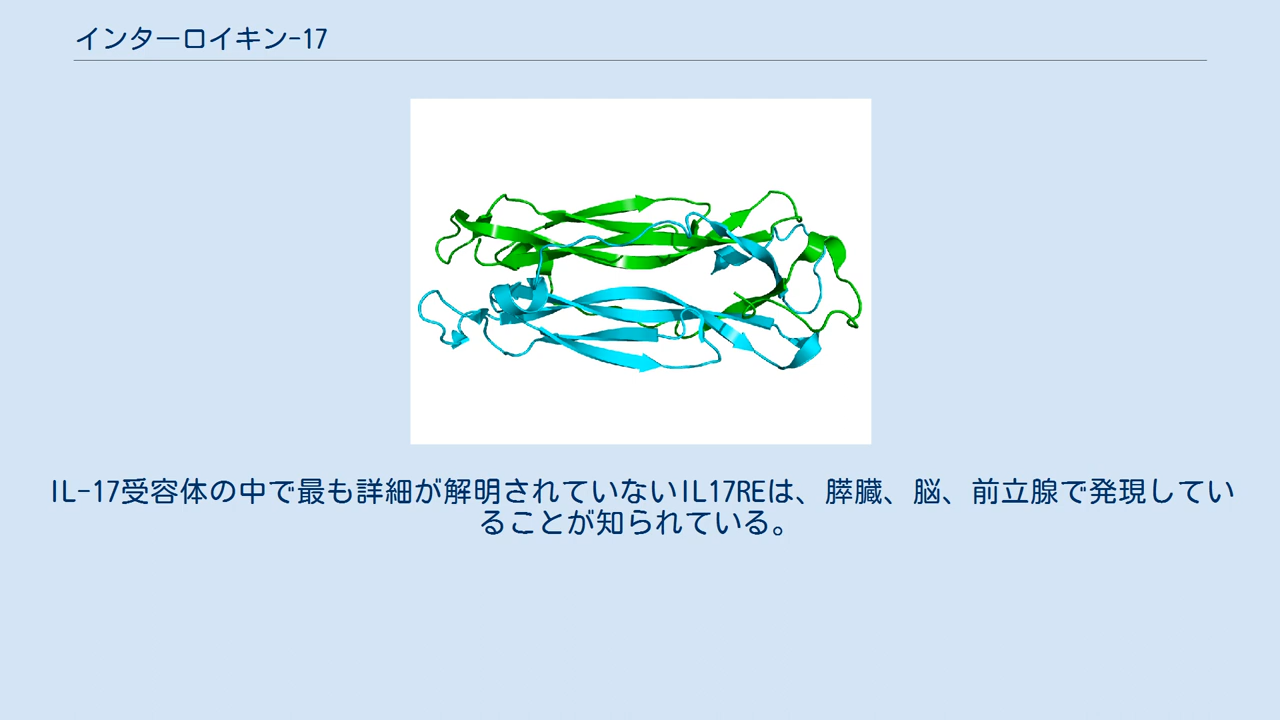 インターロイキン-17
IL-17受容体の中で最も詳細が解明されていないIL17REは、膵臓、脳、前立腺で発現してい
ることが知られている。